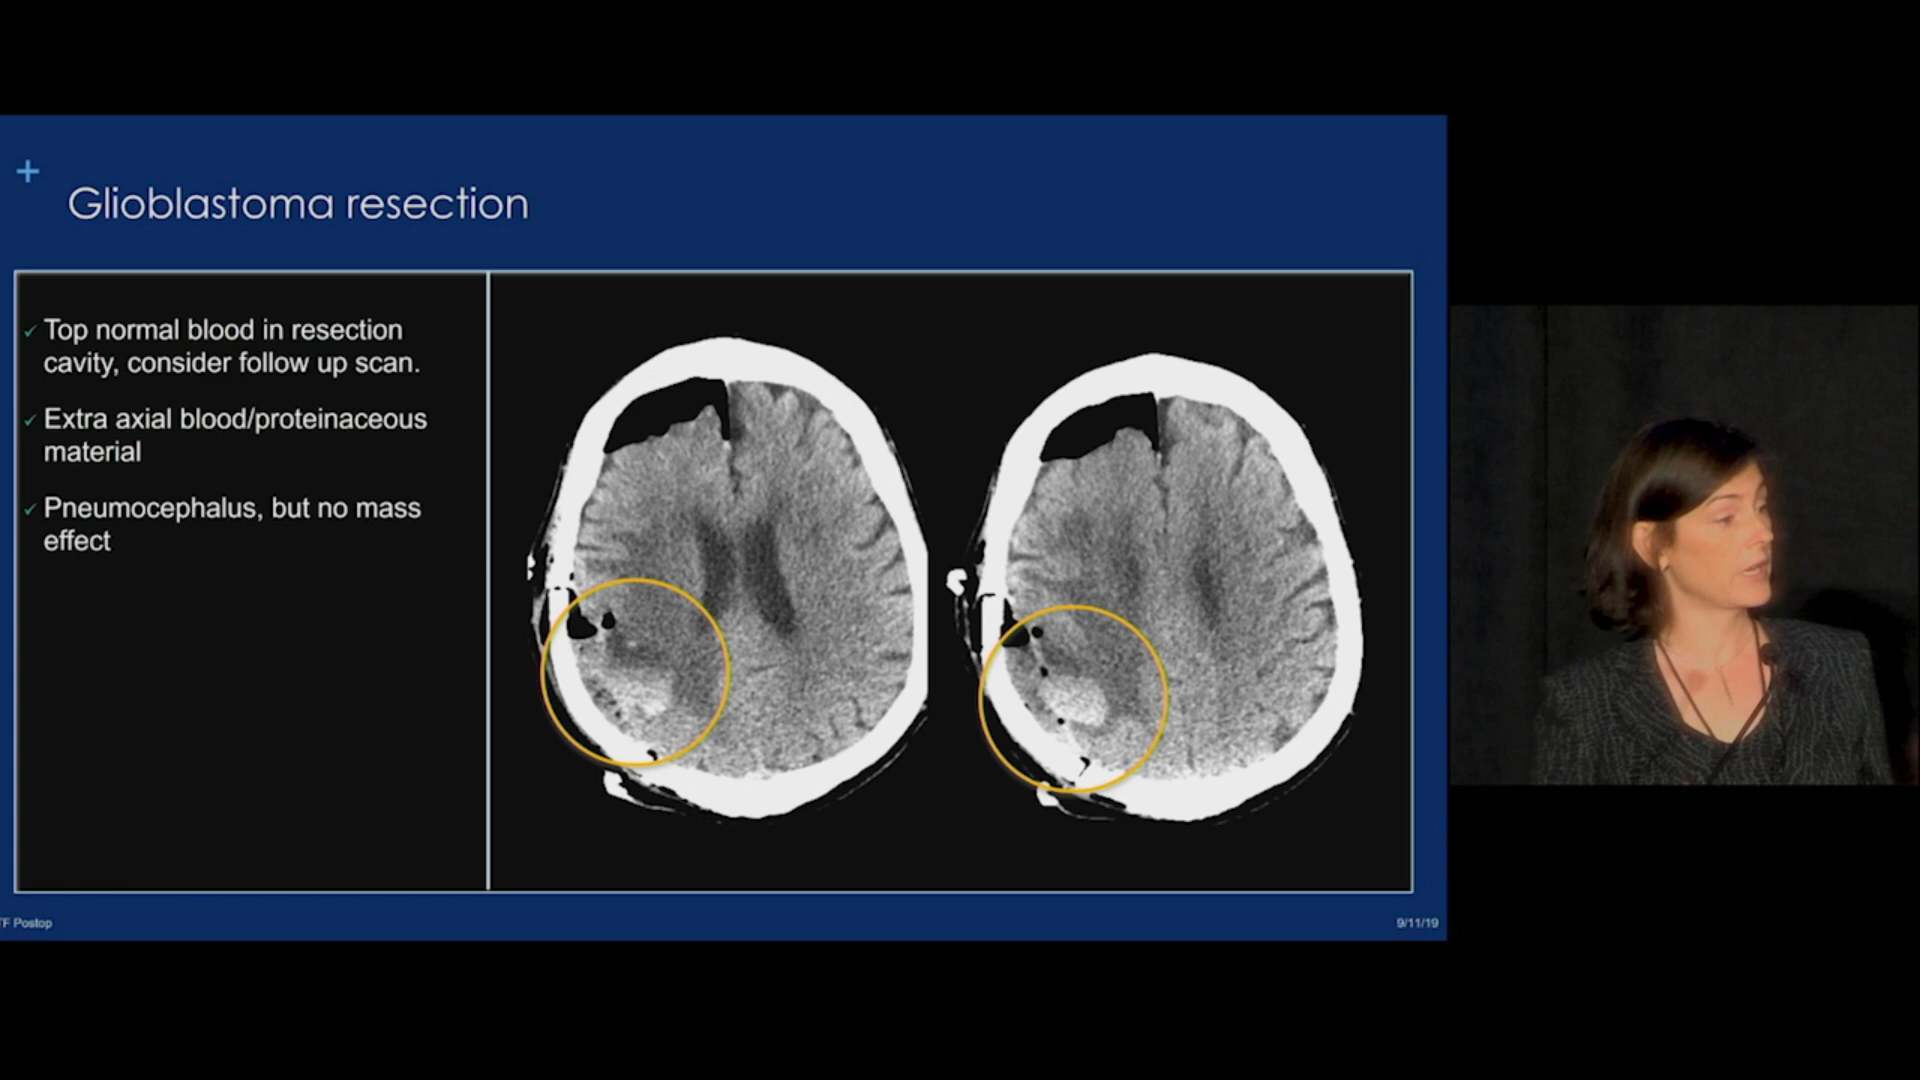 +
Glioblastoma resection
✓ Top normal blood in resection
cavity, consider follow up scan.
✓ Extra axial blood/proteinaceous
material
✓ Pneumocephalus, but no mass
effect
TF Postop
9/11/19